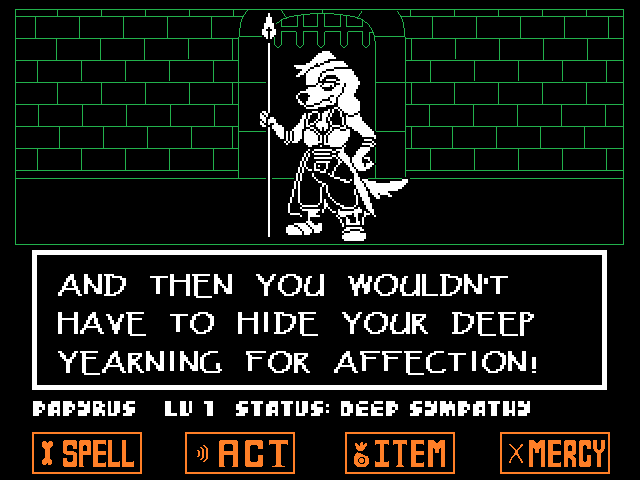 AND THEN YOU WOULDN'T
HAVE TO HIDE YOUR DEEP
YEARNING FOR AFFECTION!
PAPYRUS LV 1 STATUS: DEEP SYMPATHY
SPELL ACT ITEM MERCY